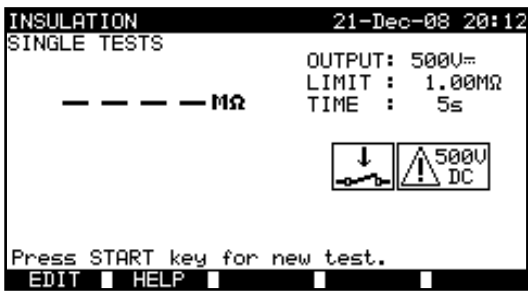 INSULATION 21-Dec-08 20:12
SINGLE TESTS
OUTPUT: 500V⎓
LIMIT : 1.00MΩ
TIME : 5s
– – – – MΩ
500V
DC
Press START key for new test.
EDIT HELP